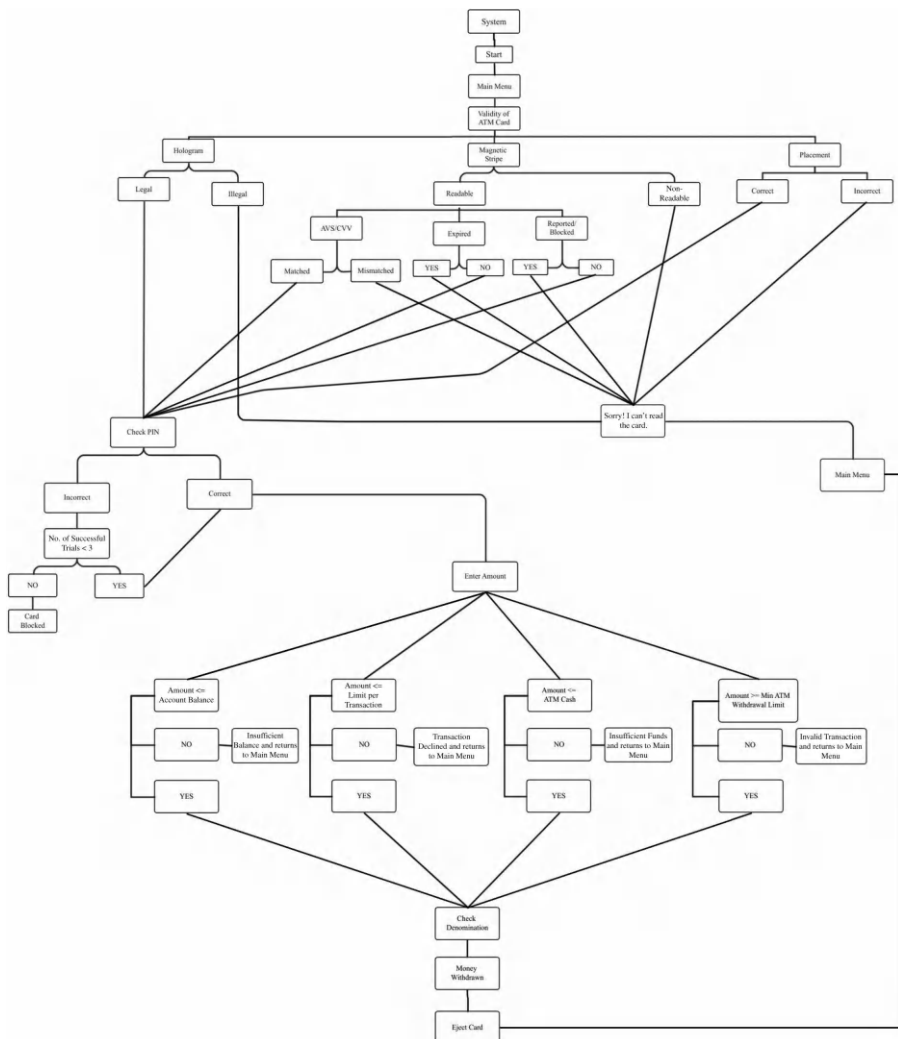 System
Start
Main Menu
Validity of
ATM Card
Hologram
Magnetic
Stripe
Placement
Legal
Illegal
Readable
Non-
Readable
Correct
Incorrect
AVS/CVV
Expired
Reported/
Blocked
Matched
Mismatched
YES
NO
YES
NO
Sorry! I can't read
the card.
Check PIN
Main Menu
Incorrect
Correct
No. of Successful
Trials < 3
NO
YES
Card
Blocked
Enter Amount
Amount <=
Account Balance
Amount <=
Limit per
Transaction
Amount <=
ATM Cash
Amount >= Min ATM
Withdrawal Limit
NO
Insufficient
Balance and returns
to Main Menu
NO
Transaction
Declined and returns
to Main Menu
NO
Insufficient Funds
and returns to Main
Menu
NO
Invalid Transaction
and returns to Main
Menu
YES
YES
YES
YES
Check
Denomination
Money
Withdrawn
Eject Card